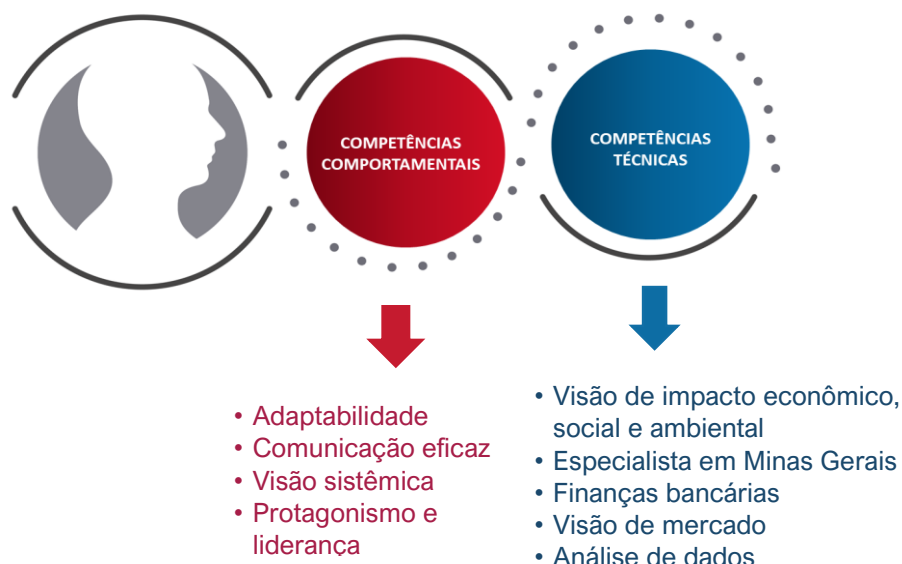 COMPETÊNCIAS
COMPORTAMENTAIS
COMPETÊNCIAS
TÉCNICAS
• Adaptabilidade
• Comunicação eficaz
• Visão sistêmica
• Protagonismo e
liderança
• Visão de impacto econômico,
social e ambiental
• Especialista em Minas Gerais
• Finanças bancárias
• Visão de mercado
• Análise de dados